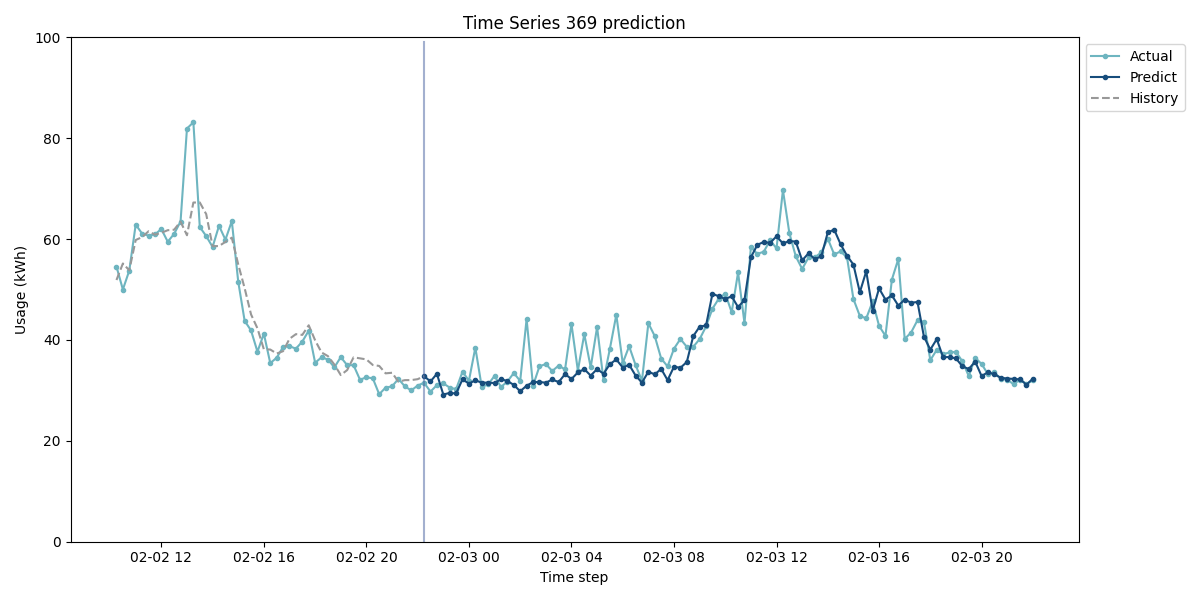 Time Series 369 prediction
Usage (kWh)
100
80
60
40
20
0
02-02 12
02-02 16
02-02 20
02-03 00
02-03 04
02-03 08
02-03 12
02-03 16
02-03 20
Time step
Actual
Predict
History